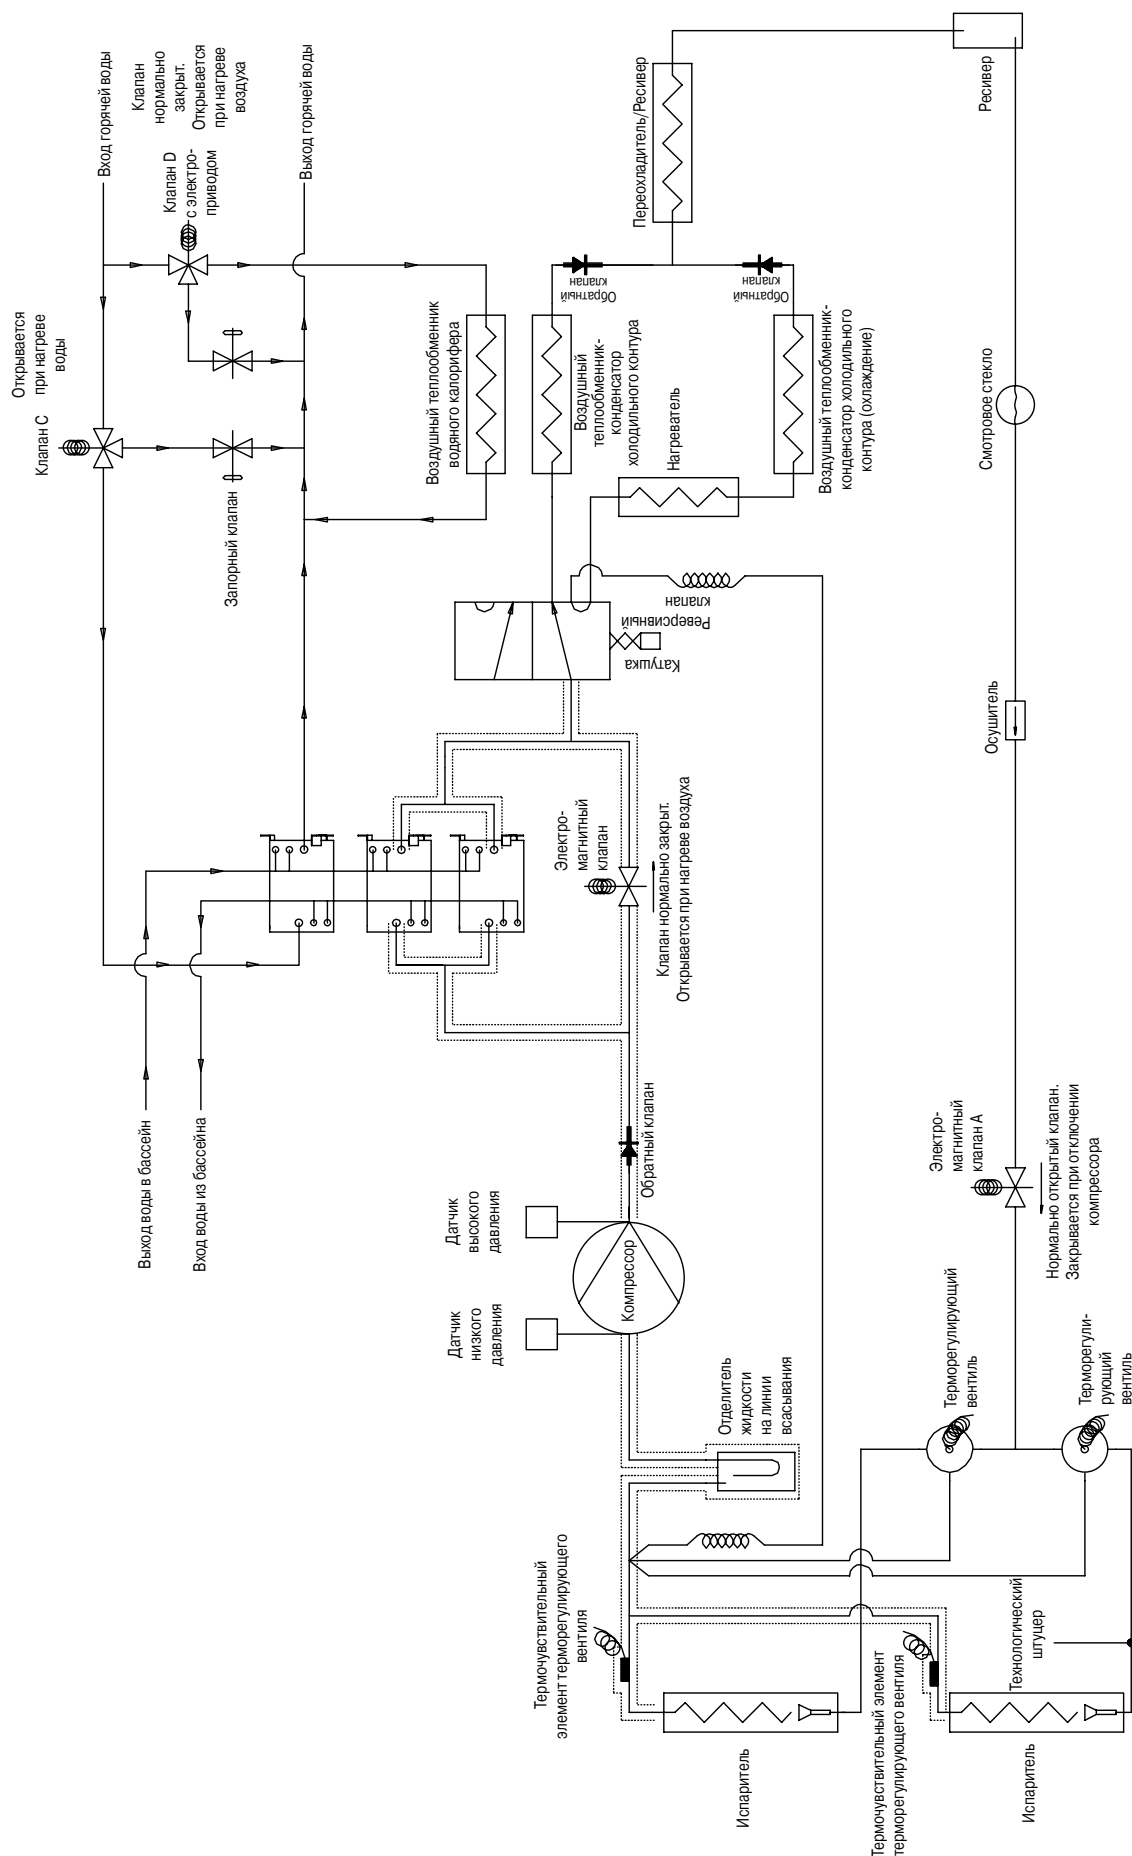 Вход горячей воды
Клапан
нормально
закрыт.
Открывается
при нагреве
воздуха
Клапан D
с электро-
приводом
Выход горячей воды
Открывается
при нагреве
воды
Клапан C
Запорный клапан
Воздушный теплообменник
водяного калорифера
Воздушный
теплообменник-
конденсатор
холодильного контура
Обратный
клапан
Обратный
клапан
Переохладитель/Ресивер
Ресивер
Нагреватель
Воздушный теплообменник-
конденсатор холодильного
контура (охлаждение)
Смотровое стекло
Реверсивный
клапан
Катушка
Осушитель
Электро-
магнитный
клапан
Клапан нормально закрыт.
Открывается при нагреве воздуха
Выход воды в бассейн
Вход воды из бассейна
Обратный клапан
Датчик
высокого
давления
Датчик
низкого
давления
Компрессор
Электро-
магнитный
клапан A
Нормально открытый клапан.
Закрывается при отключении
компрессора
Отделитель
жидкости
на линии
всасывания
Терморегулирующий
вентиль
Терморегули-
рующий
вентиль
Термочувствительный
элемент терморегулирующего
вентиля
Термочувствительный элемент
терморегулирующего вентиля
Технологический
штуцер
Испаритель
Испаритель